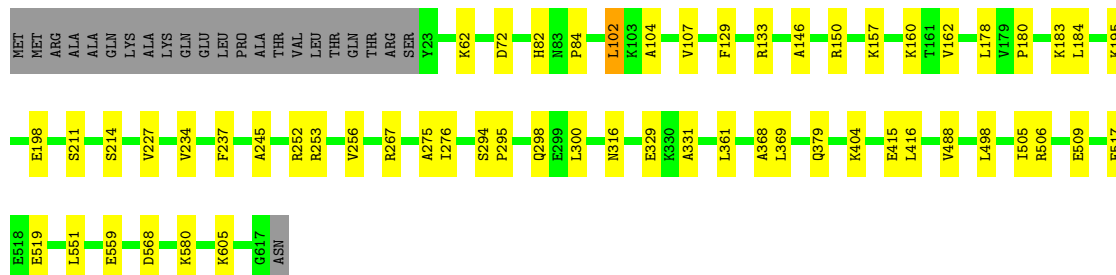 MET MET ARG ALA ALA GLN LYS ALA LYS GLN GLU LEU PRO ALA THR VAL LEU THR GLN THR ARG SER Y23 K62 D72 H82 N83 P84 L102 K103 A104 V107 F129 R133 A146 R150 K157 K160 T161 V162 L178 V179 P180 K183 L184
E198 S211 S214 V227 V234 F237 A245 R252 R253 V256 R267 A275 I276 S294 P295 Q298 E299 L300 N316 E329 K330 A331 L361 A368 L369 Q379 K404 E415 L416 V488 L498 I505 R506 E509
E518 E519 L551 E559 D568 K580 K605 G617 ASN